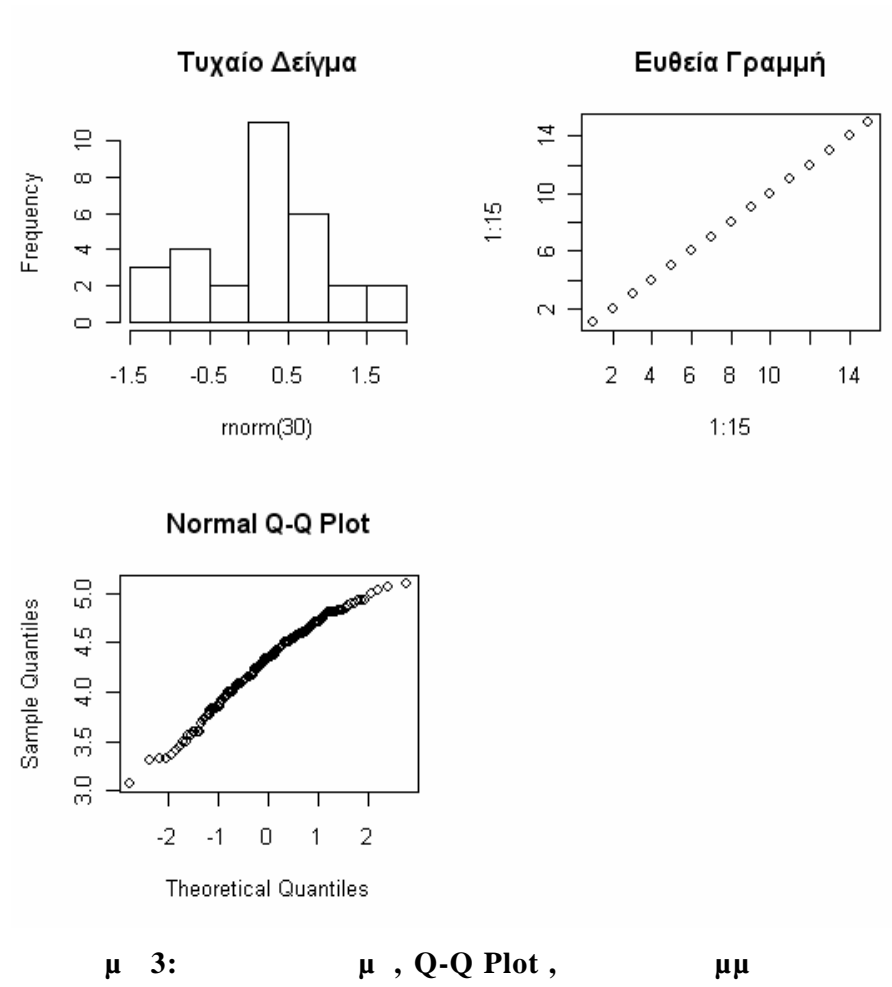 Τυχαίο Δείγμα
Frequency
0 2 4 6 8 10
-1.5 -0.5 0.5 1.5
rnorm(30)
Ευθεία Γραμμή
1:15
2 6 10 14
2 4 6 8 10 14
1:15
Normal Q-Q Plot
Sample Quantiles
3.0 3.5 4.0 4.5 5.0
-2 -1 0 1 2
Theoretical Quantiles
μ 3: μ , Q-Q Plot , μμ